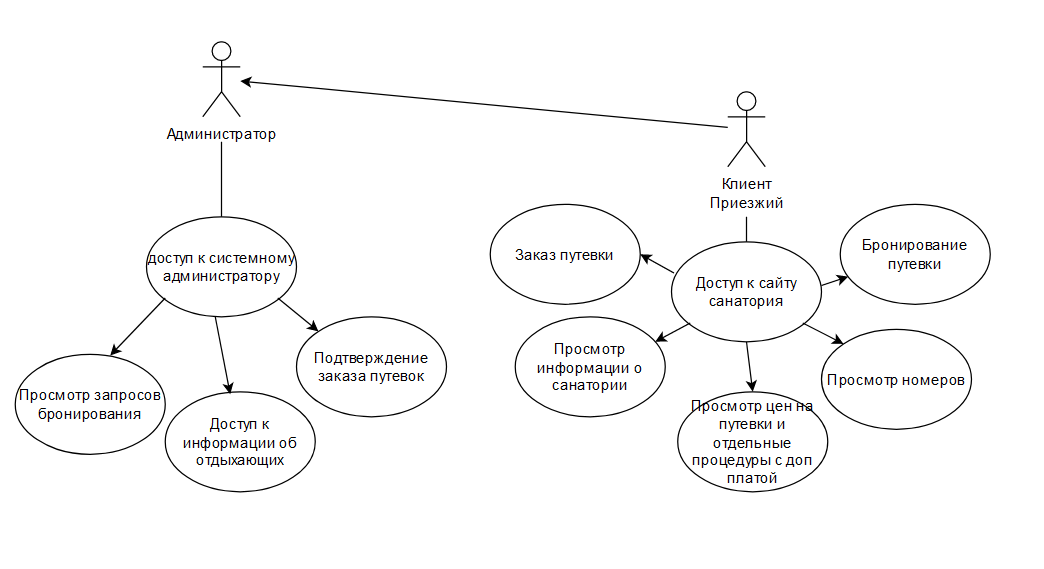 Администратор
Клиент
Приезжий
доступ к системному
администратору
Просмотр запросов
бронирования
Доступ к
информации об
отдыхающих
Подтверждение
заказа путевок
Заказ путевки
Доступ к сайту
санатория
Бронирование
путевки
Просмотр
информации о
санатории
Просмотр цен на
путевки и
отдельные
процедуры с доп
платой
Просмотр номеров